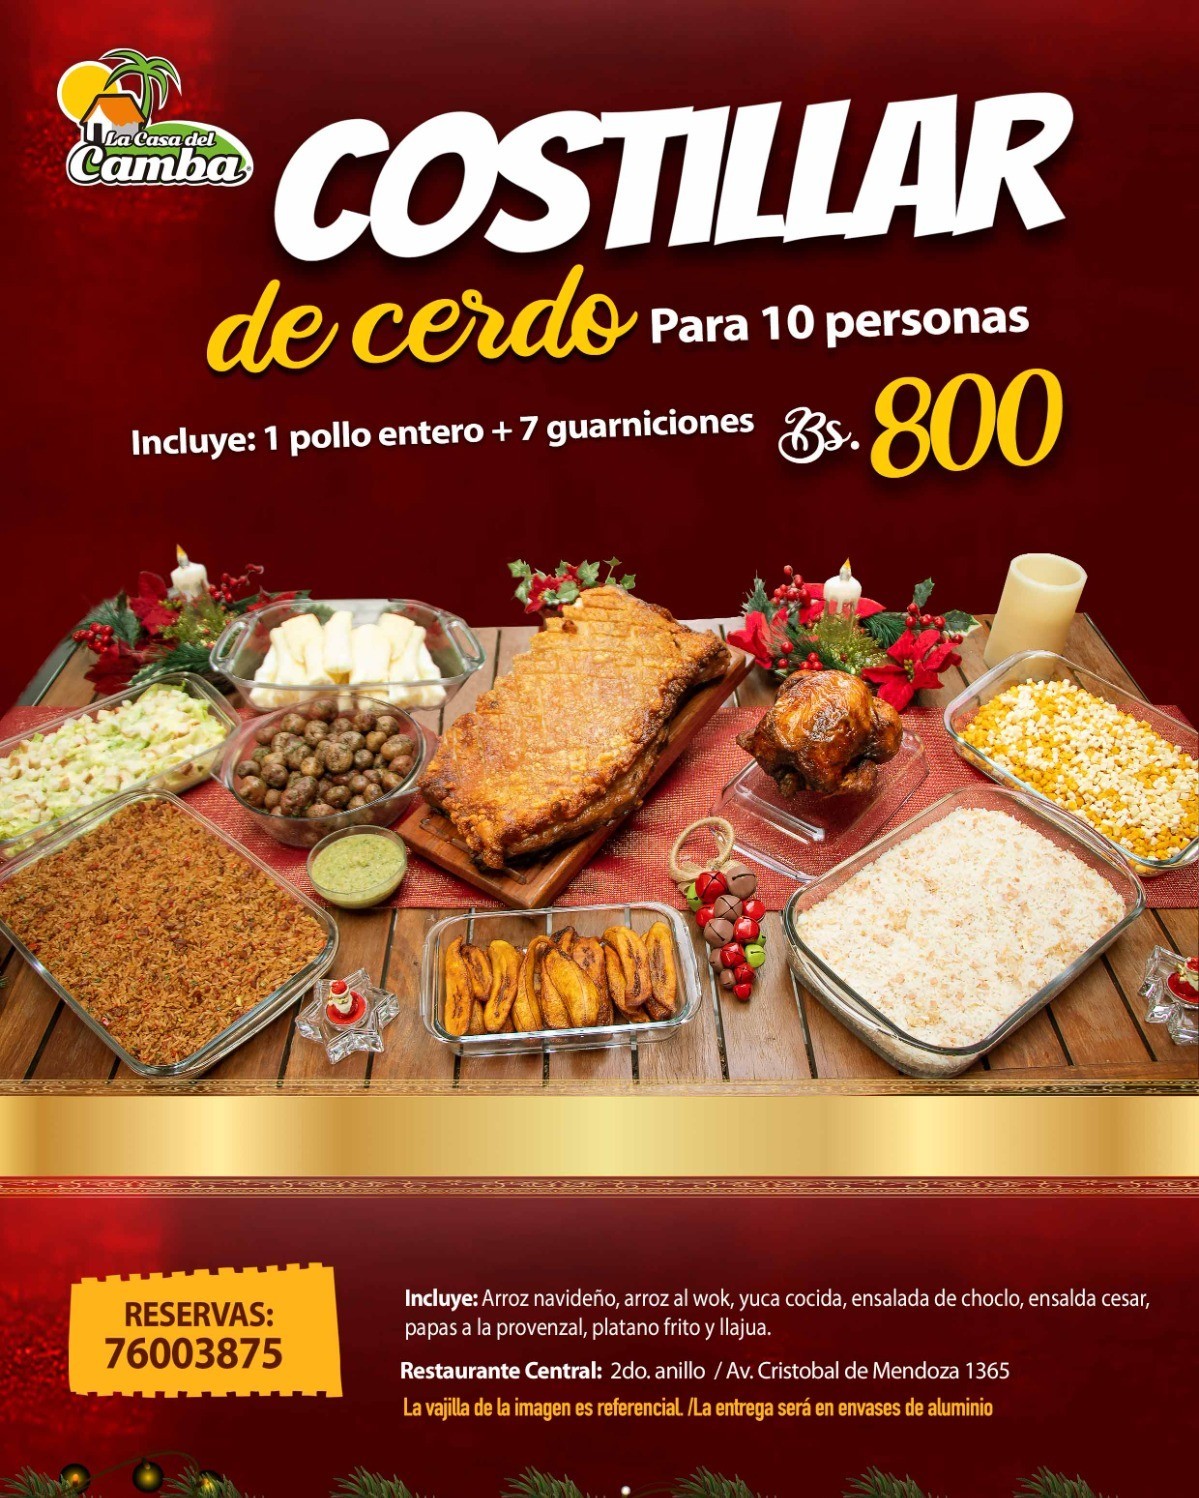 La Casa del
Camba
COSTILLAR
de cerdo Para 10 personas
Incluye: 1 pollo entero + 7 guarniciones Bs. 800
RESERVAS:
76003875
Incluye: Arroz navideño, arroz al wok, yuca cocida, ensalada de choclo, ensalda cesar,
papas a la provenzal, platano frito y llajua.
Restaurante Central: 2do. anillo / Av. Cristobal de Mendoza 1365
La vajilla de la imagen es referencial. /La entrega será en envases de aluminio